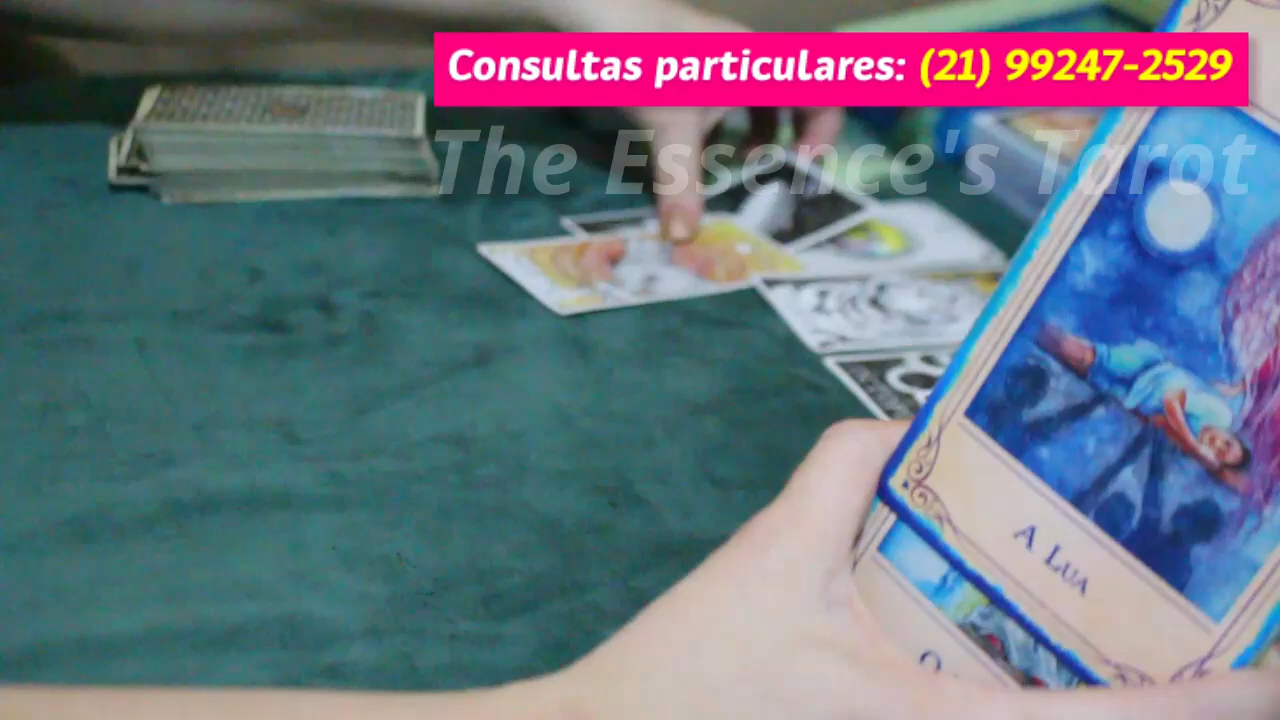 Consultas particulares: (21) 99247-2529
The Essence's Tarot
A LUA